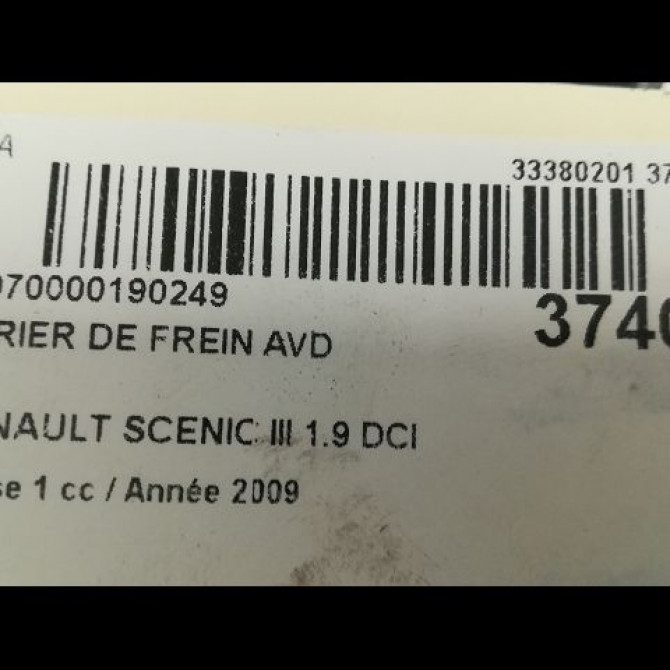 A
33380201 37
070000190249
3740
RIER DE FREIN AVD
NAULT SCENIC III 1.9 DCI
se 1 cc / Année 2009